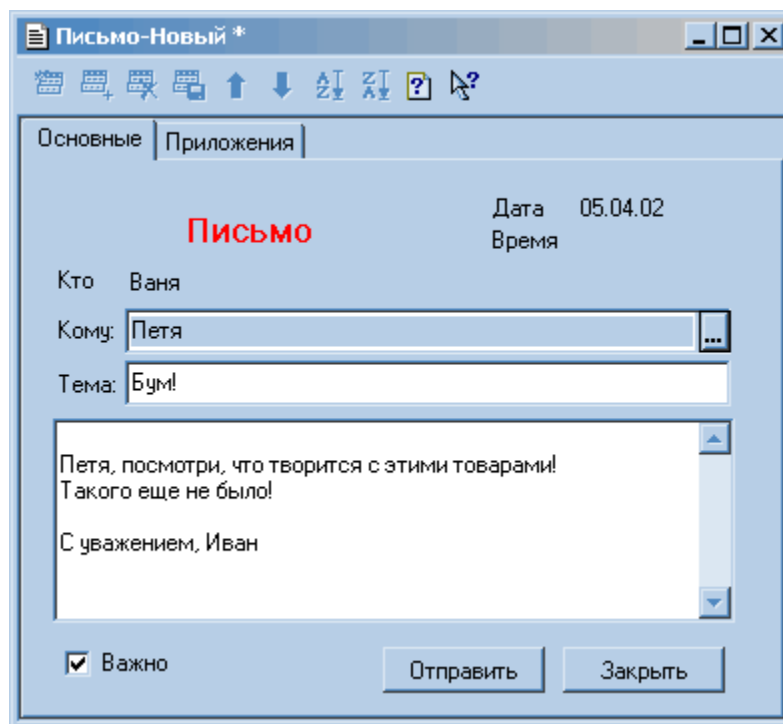 Письмо-Новый *
Основные
Приложения
Письмо
Дата 05.04.02
Время
Кто Ваня
Кому: Петя ...
Тема: Бум!
Петя, посмотри, что творится с этими товарами!
Такого еще не было!
С уважением, Иван
Важно
Отправить
Закрыть